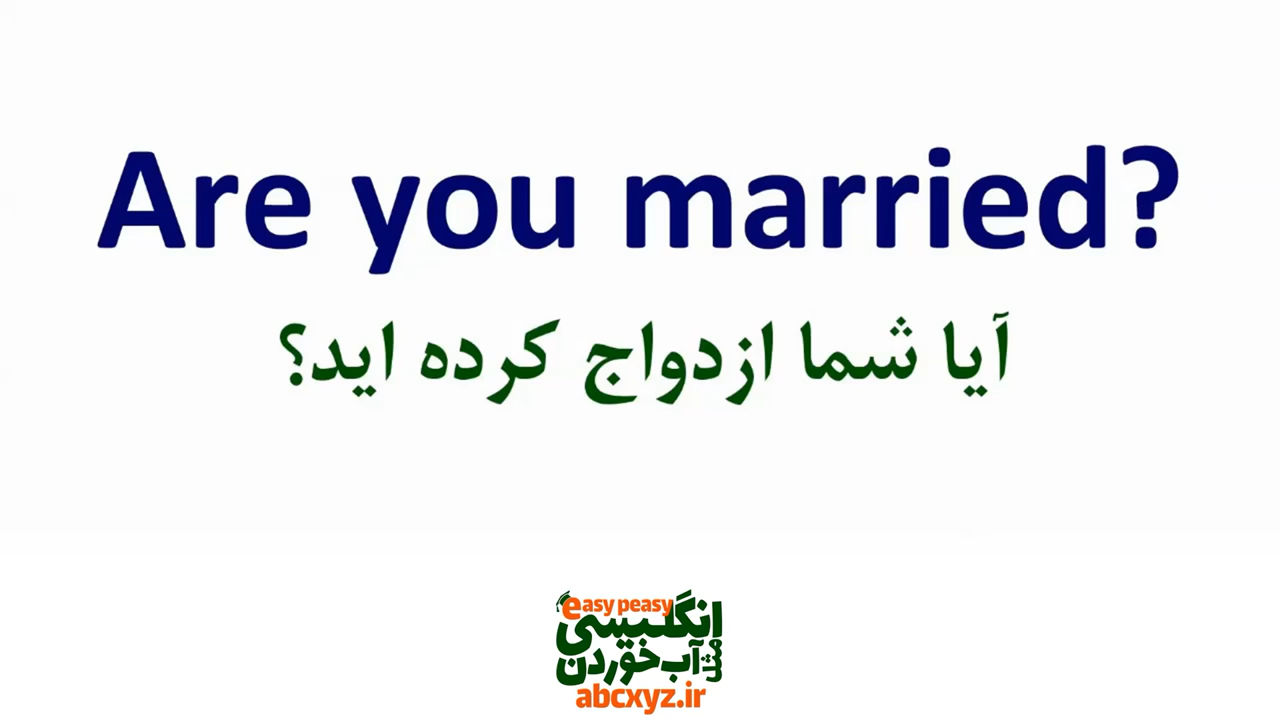 Are you married?
آیا شما ازدواج کرده اید؟
easy peasy
انگلیسی
مثل آب خوردن
abcxyz.ir